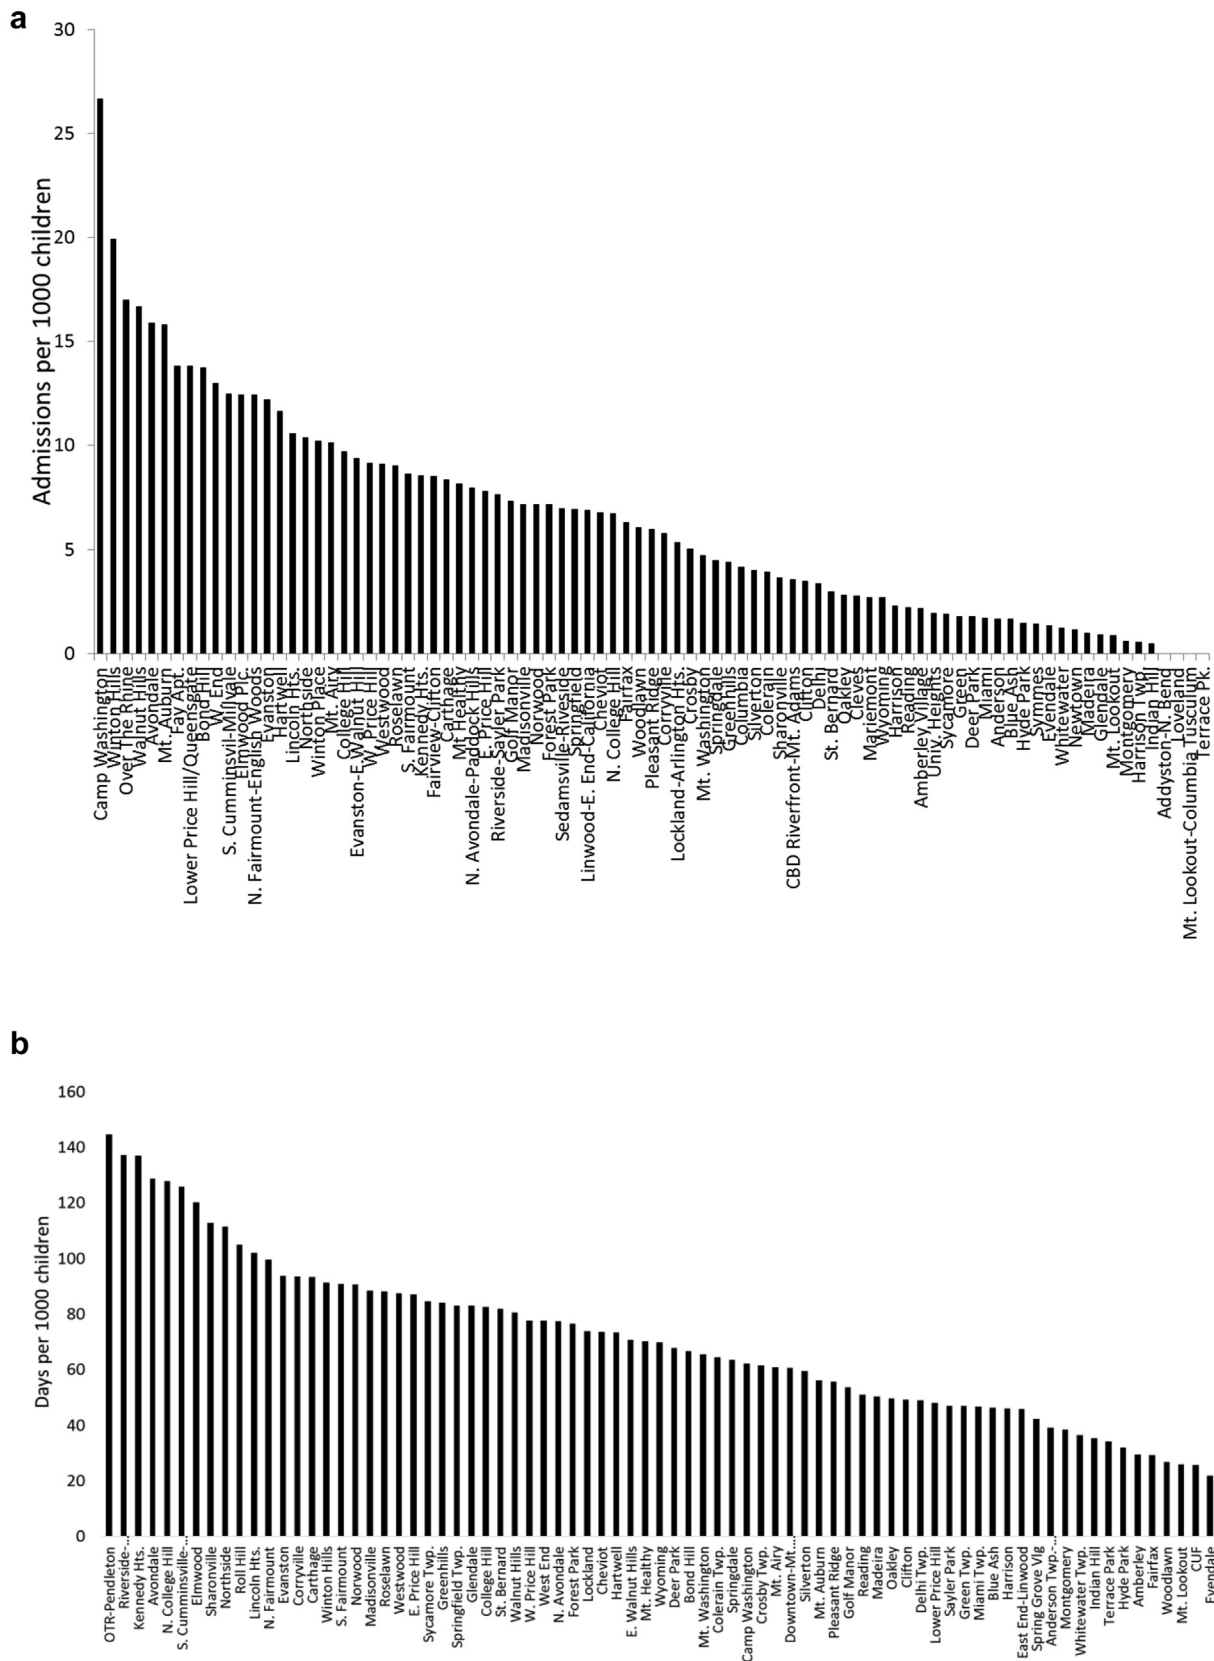 a
Admissions per 1000 children
30
25
20
15
10
5
0
Camp Washington
Winton Hills
Over The Rhine
Walnut Hills
Avondale
Mt. Auburn
Fay Apt.
Lower Price Hill/Queensgate
Bond Hill
W. End
S. Cumminsvil-Millvale
Elmwood Plc.
N. Fairmount-English Woods
Evanston
Hartwell
Lincoln Hts.
Northside
Winton Place
Mt. Airy
College Hill
Evanston-E. Walnut Hill
W. Price Hill
Westwood
Roselawn
S. Fairmount
Kennedy Hts.
Fairview-Clifton
Carthage
Mt Healthy
N. Avondale-Paddock Hills
E. Price Hill
Riverside-Sayler Park
Golf Manor
Madisonville
Norwood
Forest Park
Sedamsville-Riverside
Springfield
Linwood-E. End-California
Cheviot
N. College Hill
Fairfax
Woodlawn
Pleasant Ridge
Corryville
Lockland-Arlington Hts.
Crosby
Mt. Washington
Springdale
Greenhills
Columbia
Silverton
Colerain
Sharonville
CBD Riverfront-Mt. Adams
Clifton
Delhi
St. Bernard
Oakley
Cleves
Mariemont
Wyoming
Harrison
Reading
Amberley Village
Univ. Heights
Sycamore
Green
Deer Park
Miami
Anderson
Blue Ash
Hyde Park
Symmes
Evendale
Whitewater
Newtown
Madeira
Glendale
Mt. Lookout
Montgomery
Harrison Twp.
Indian Hill
Addyston-N. Bend
Loveland
Mt. Lookout-Columbia Tusculum
Terrace Pk.
b
Days per 1000 children
160
140
120
100
80
60
40
20
0
OTR-Pendleton
Riverside-...
Kennedy Hts.
Avondale
N. College Hill
S. Cumminsville-...
Elmwood
Sharonville
Northside
Roll Hill
Lincoln Hts.
N. Fairmount
Evanston
Corryville
Carthage
Winton Hills
S. Fairmount
Norwood
Madisonville
Roselawn
Westwood
E. Price Hill
Sycamore Twp.
Greenhills
Springfield Twp.
Glendale
College Hill
St. Bernard
Walnut Hills
W. Price Hill
West End
N. Avondale
Forest Park
Lockland
Cheviot
Hartwell
E. Walnut Hills
Mt. Healthy
Wyoming
Deer Park
Bond Hill
Mt. Washington
Colerain Twp.
Springdale
Camp Washington
Crosby Twp.
Mt. Airy
Downtown-Mt....
Silverton
Mt. Auburn
Pleasant Ridge
Golf Manor
Reading
Madeira
Oakley
Clifton
Delhi Twp.
Lower Price Hill
Sayler Park
Green Twp.
Miami Twp.
Blue Ash
Harrison
East End-Linwood
Spring Grove Vlg
Anderson Twp.-...
Montgomery
Whitewater Twp.
Indian Hill
Terrace Park
Hyde Park
Amberley
Fairfax
Woodlawn
Mt. Lookout
CUF
Evendale